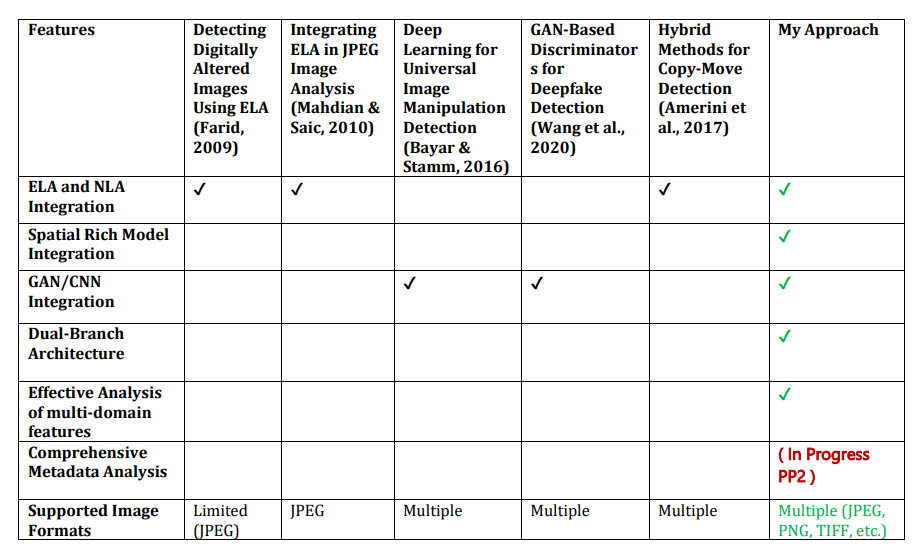 Features
Detecting
Digitally
Altered
Images
Using ELA
(Farid,
2009)
Integrating
ELA in JPEG
Image
Analysis
(Mahdian &
Saic, 2010)
Deep
Learning for
Universal
Image
Manipulation
Detection
(Bayar &
Stamm, 2016)
GAN-Based
Discriminator
s for
Deepfake
Detection
(Wang et al.,
2020)
Hybrid
Methods for
Copy-Move
Detection
(Amerini et
al., 2017)
My Approach
ELA and NLA
Integration
✓
✓
✓
✓
Spatial Rich Model
Integration
✓
GAN/CNN
Integration
✓
✓
✓
Dual-Branch
Architecture
✓
Effective Analysis
of multi-domain
features
✓
Comprehensive
Metadata Analysis
( In Progress
PP2 )
Supported Image
Formats
Limited
(JPEG)
JPEG
Multiple
Multiple
Multiple
Multiple (JPEG,
PNG, TIFF, etc.)